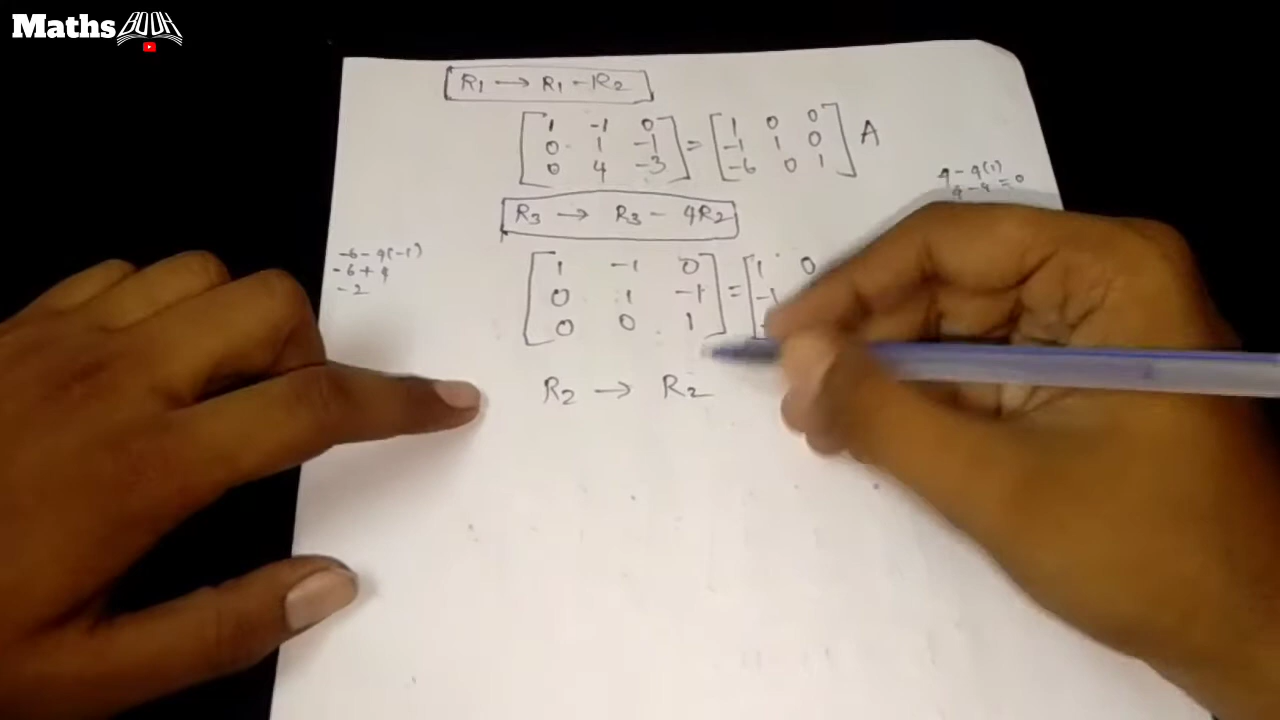 Maths BOOK
R1 → R1 - R2
[1 -1 0; 0 1 -1; 0 4 -3] = [1 0 0; -1 1 0; -6 0 1] A
4 - 4(1)
4 - 4 = 0
R3 → R3 - 4R2
-6 - 4(-1)
-6 + 4
-2
[1 -1 0; 0 1 -1; 0 0 1] = [1 0
-1
R2 → R2